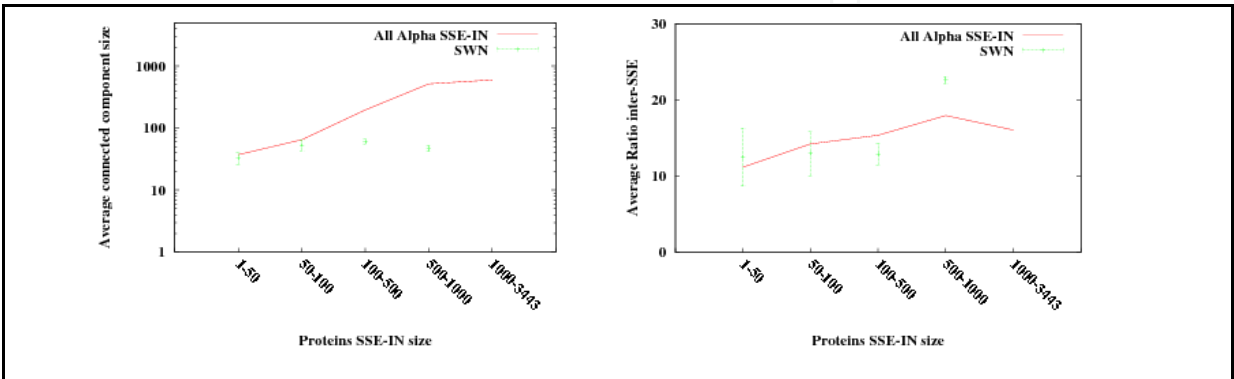 Average connected component size
1000
100
10
1
All Alpha SSE-IN
SWN
1-50
50-100
100-500
500-1000
1000-3443
Proteins SSE-IN size
Average Ratio inter-SSE
30
20
10
0
All Alpha SSE-IN
SWN
1-50
50-100
100-500
500-1000
1000-3443
Proteins SSE-IN size